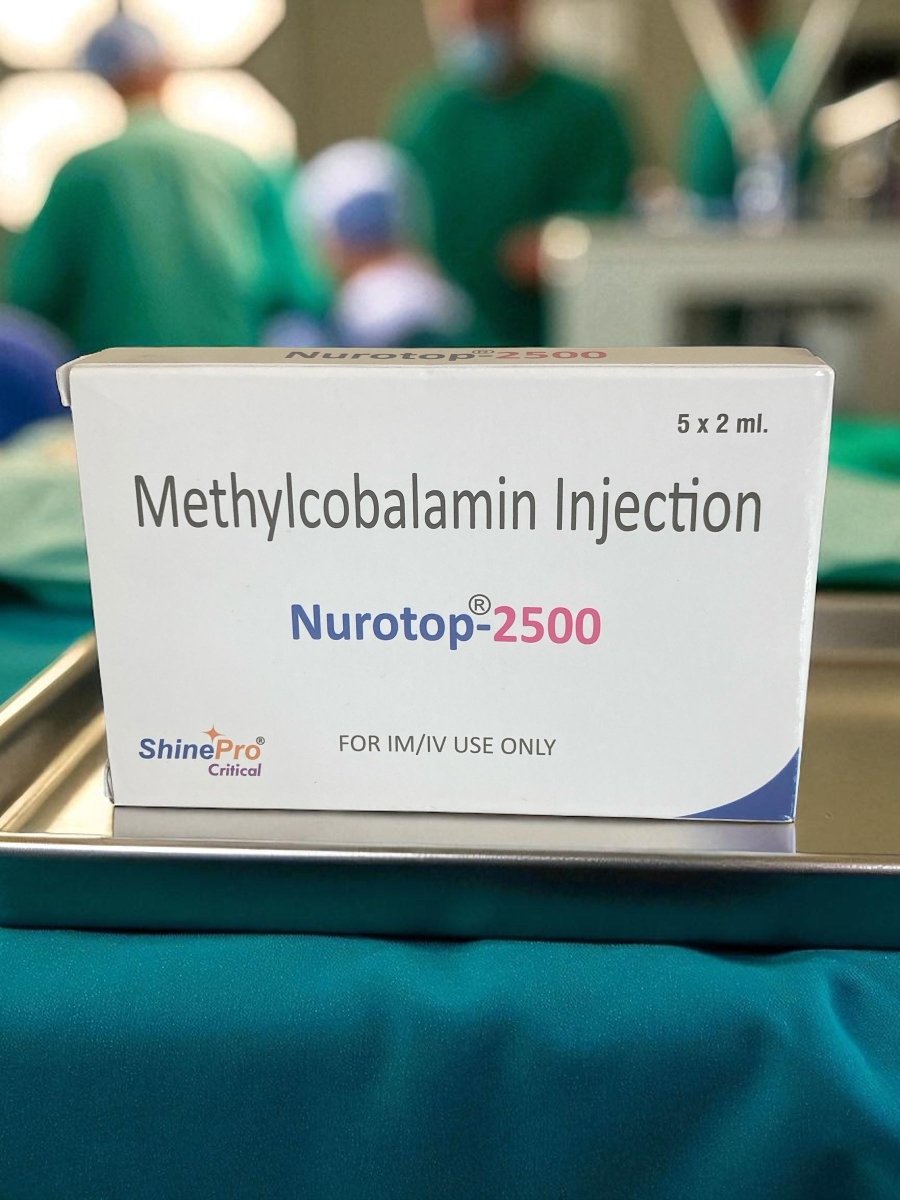 Nurotop®-2500
5 x 2 ml.
Methylcobalamin Injection
Nurotop®-2500
ShinePro®
Critical
FOR IM/IV USE ONLY